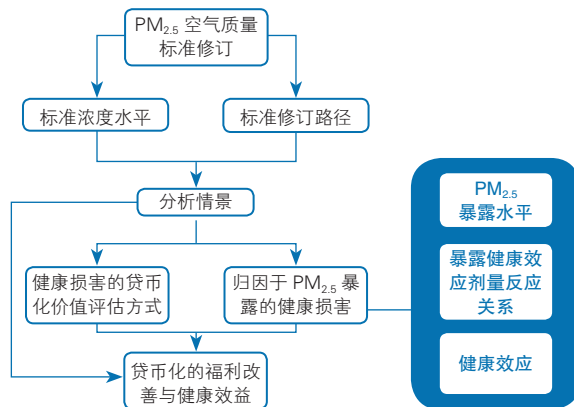 PM2.5 空气质量
标准修订
标准浓度水平
标准修订路径
分析情景
健康损害的贷币
化价值评估方式
归因于 PM2.5 暴
露的健康损害
贷币化的福利改
善与健康效益
PM2.5
暴露水平
暴露健康效
应剂量反应
关系
健康效应